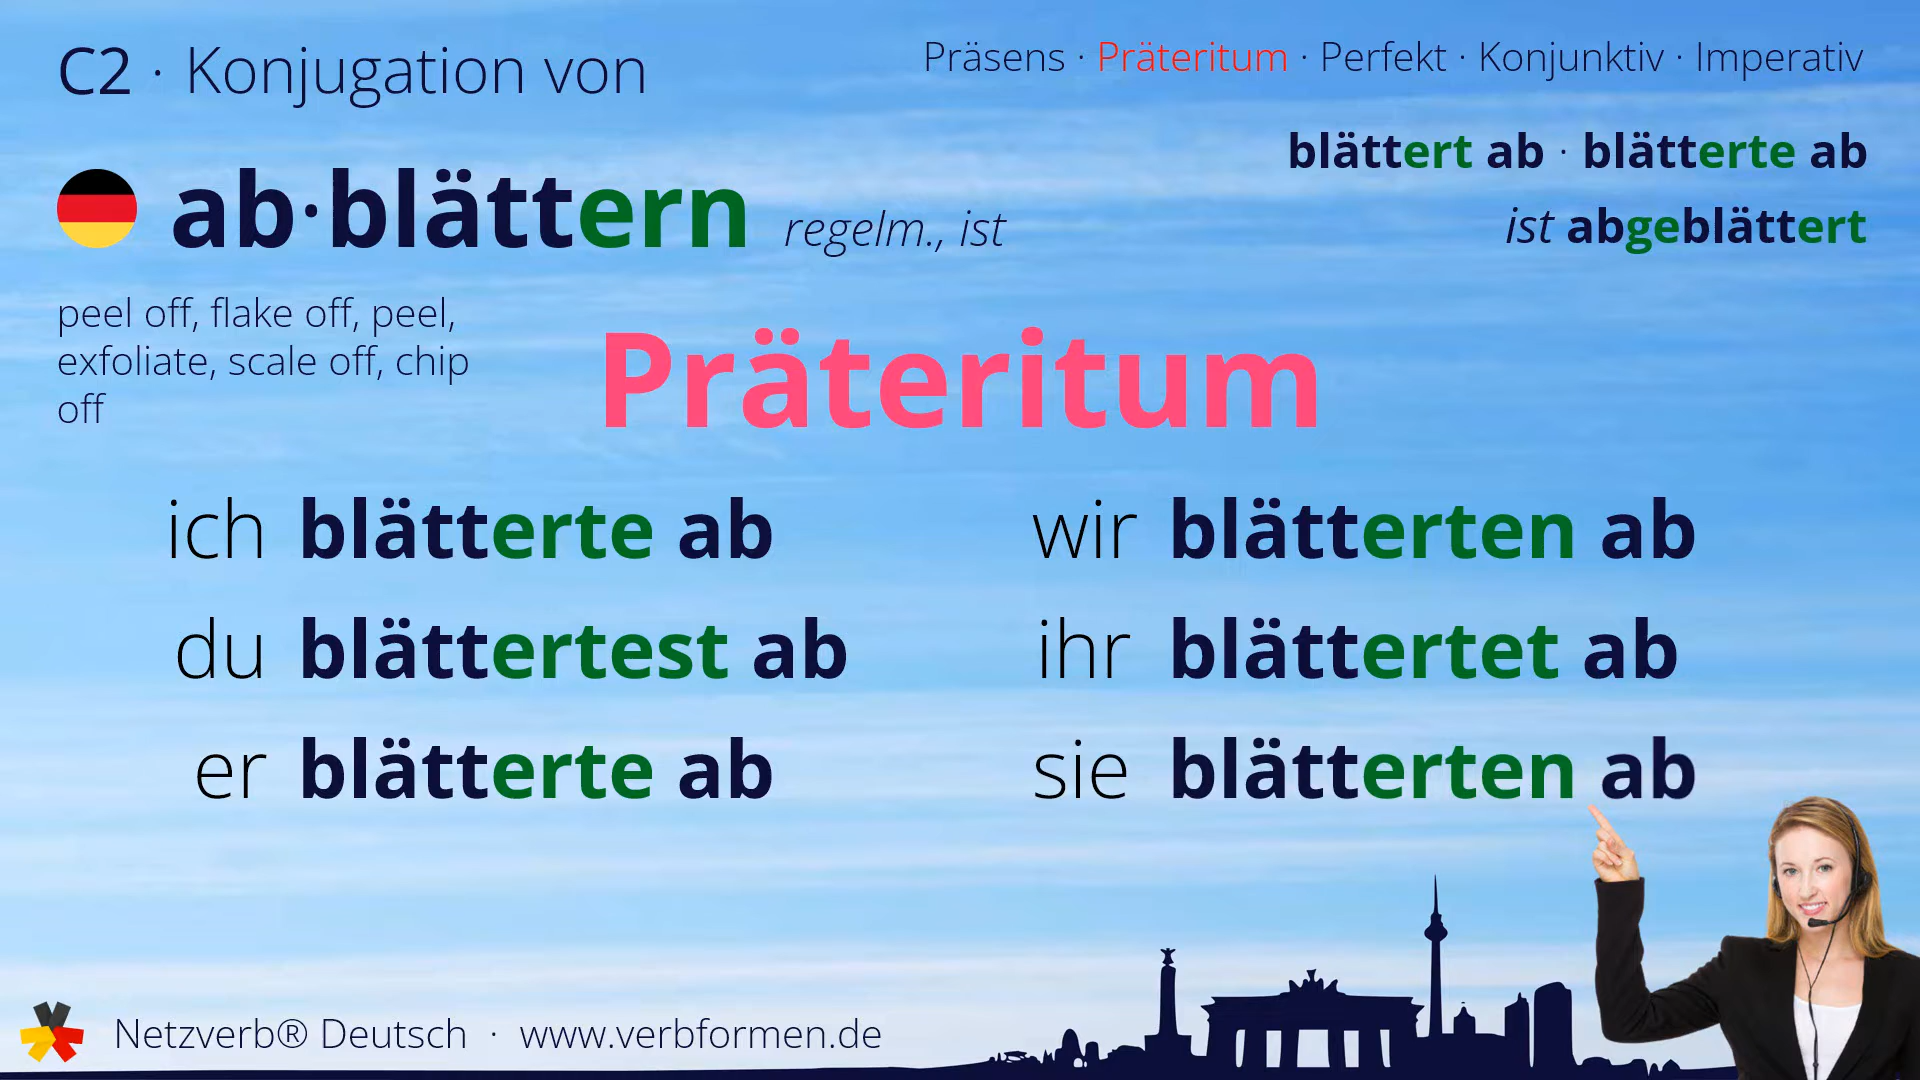 C2 · Konjugation von
Präsens · Präteritum · Perfekt · Konjunktiv · Imperativ
ab·blättern regelm., ist
blättert ab · blätterte ab
ist abgeblättert
peel off, flake off, peel,
exfoliate, scale off, chip
off
Präteritum
ich blätterte ab
du blättertest ab
er blätterte ab
wir blätterten ab
ihr blättertet ab
sie blätterten ab
Netzverb® Deutsch · www.verbformen.de